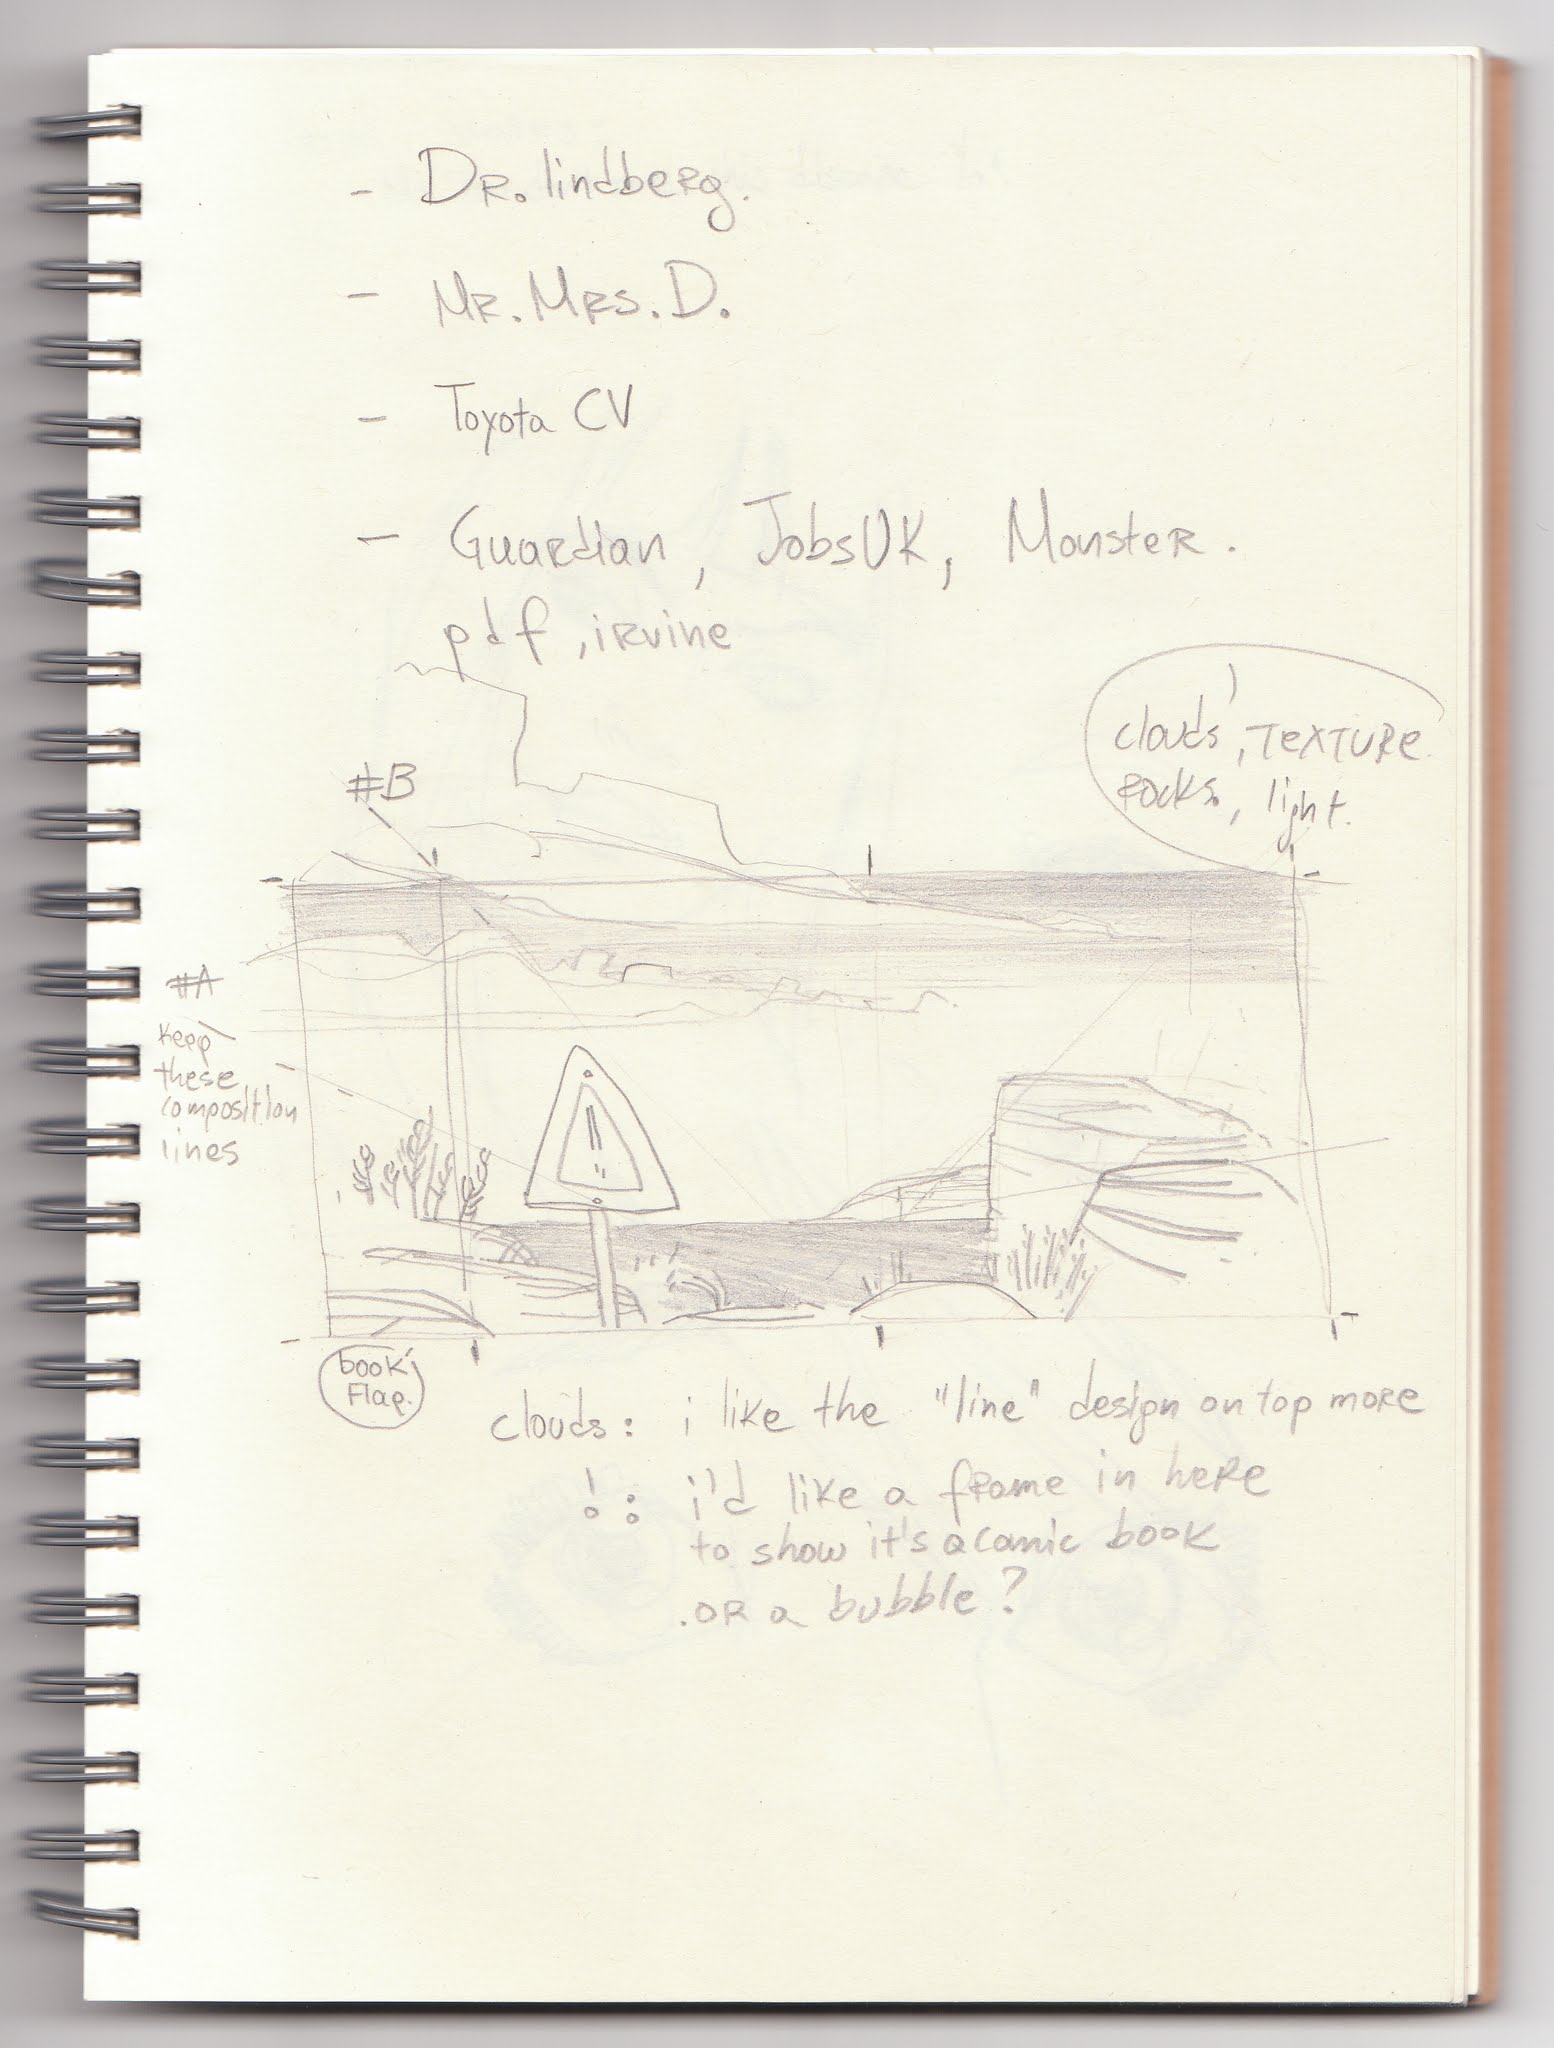 - DR. lindberg.
- MR. MRS. D.
- Toyota CV
- Guardian, JobsUK, Monster.
pdf, irvine
clouds, TEXTURE
rocks, light.
#B
#A
keep
these
composition
lines
!
book
Flap.
clouds: i like the "line" design on top more
! : i'd like a frame in here
to show it's a comic book
.or a bubble?